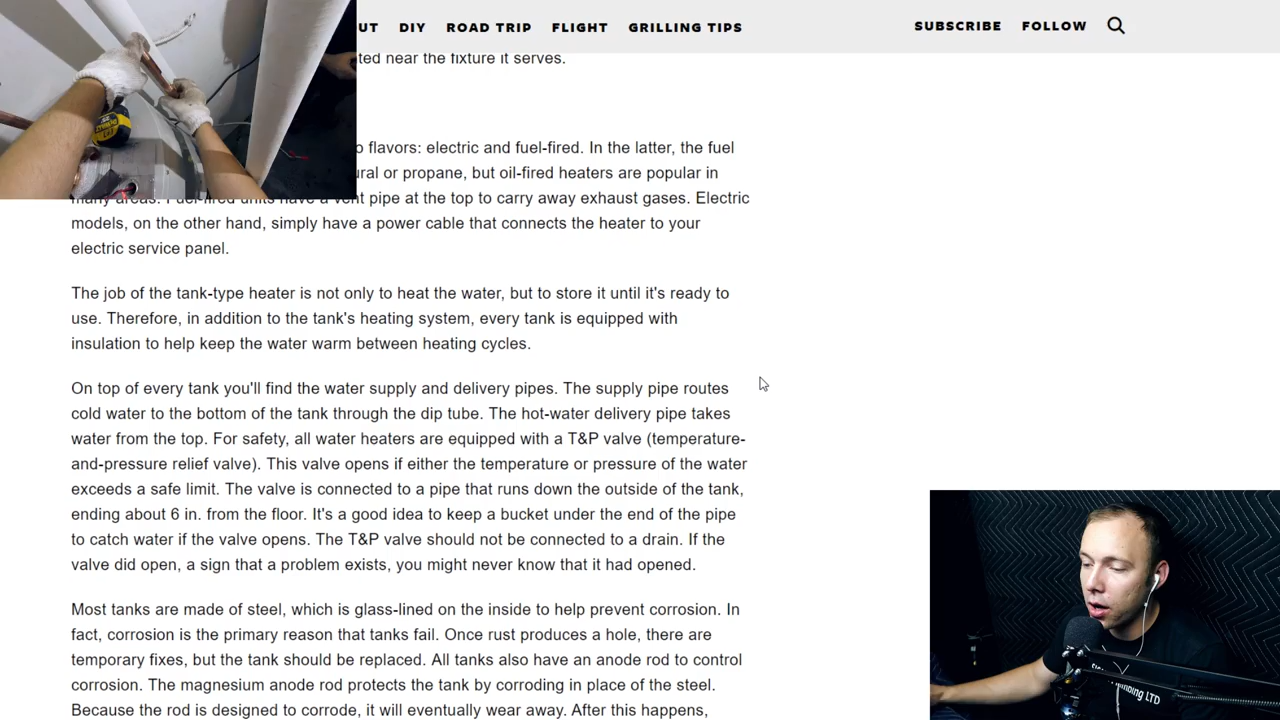 UT DIY ROAD TRIP FLIGHT GRILLING TIPS SUBSCRIBE FOLLOW
ted near the fixture it serves.
o flavors: electric and fuel-fired. In the latter, the fuel
ural or propane, but oil-fired heaters are popular in
many areas. Fuel-fired units have a vent pipe at the top to carry away exhaust gases. Electric
models, on the other hand, simply have a power cable that connects the heater to your
electric service panel.
The job of the tank-type heater is not only to heat the water, but to store it until it's ready to
use. Therefore, in addition to the tank's heating system, every tank is equipped with
insulation to help keep the water warm between heating cycles.
On top of every tank you'll find the water supply and delivery pipes. The supply pipe routes
cold water to the bottom of the tank through the dip tube. The hot-water delivery pipe takes
water from the top. For safety, all water heaters are equipped with a T&P valve (temperature-
and-pressure relief valve). This valve opens if either the temperature or pressure of the water
exceeds a safe limit. The valve is connected to a pipe that runs down the outside of the tank,
ending about 6 in. from the floor. It's a good idea to keep a bucket under the end of the pipe
to catch water if the valve opens. The T&P valve should not be connected to a drain. If the
valve did open, a sign that a problem exists, you might never know that it had opened.
Most tanks are made of steel, which is glass-lined on the inside to help prevent corrosion. In
fact, corrosion is the primary reason that tanks fail. Once rust produces a hole, there are
temporary fixes, but the tank should be replaced. All tanks also have an anode rod to control
corrosion. The magnesium anode rod protects the tank by corroding in place of the steel.
Because the rod is designed to corrode, it will eventually wear away. After this happens,
LTD